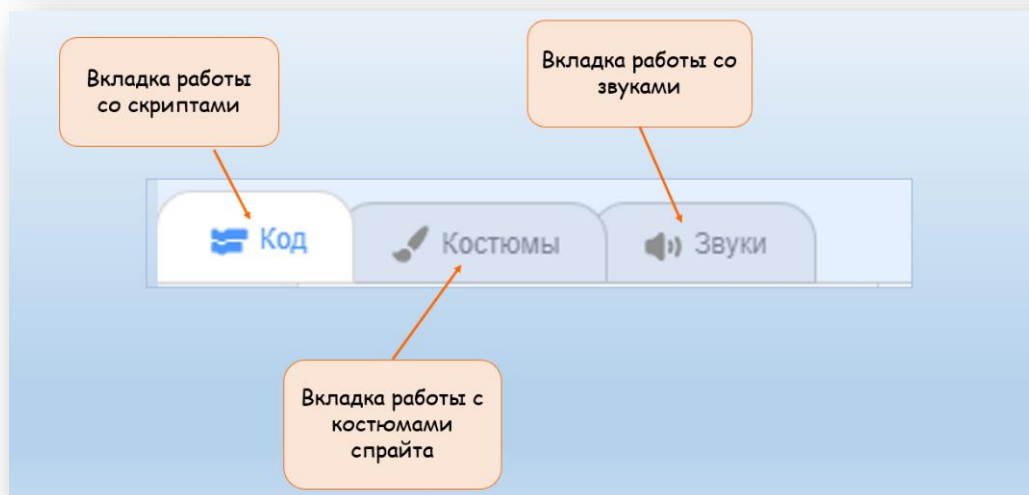 Вкладка работы
со скриптами
Вкладка работы со
звуками
Код
Костюмы
Звуки
Вкладка работы с
костюмами
спрайта